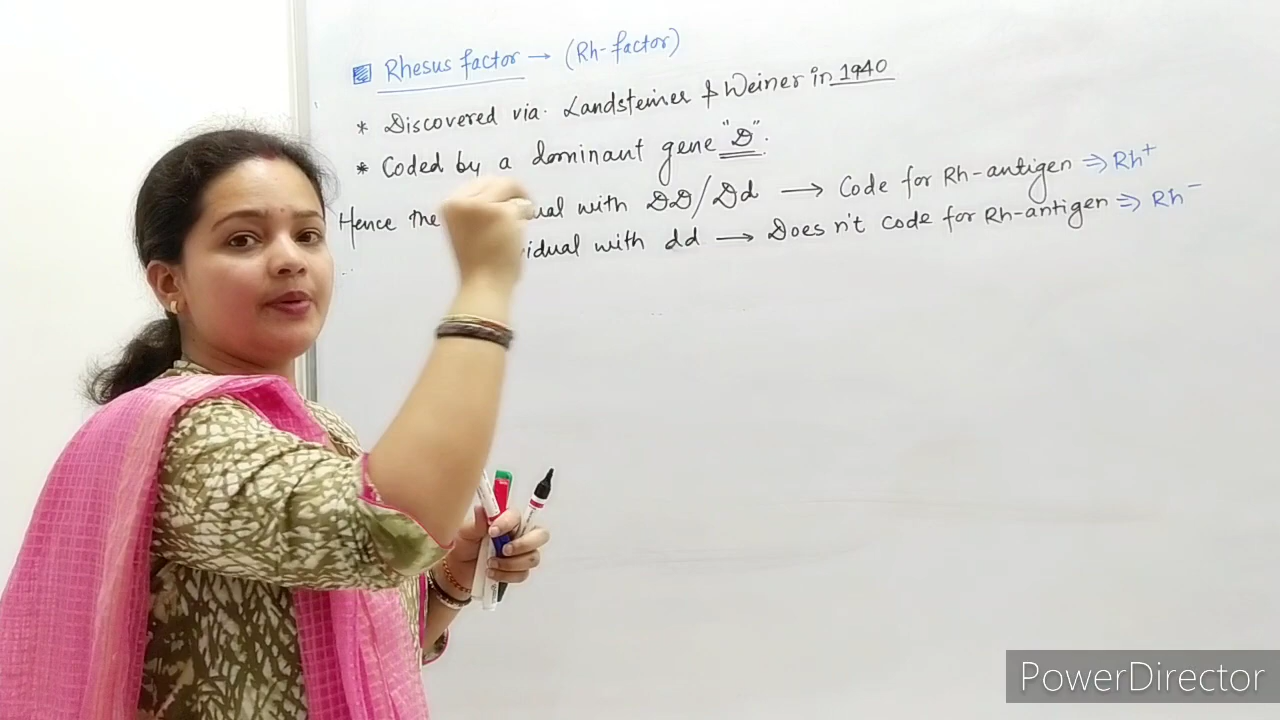 Rhesus factor → (Rh-factor)
* Discovered via. Landsteiner & Weiner in 1940
* Coded by a dominant gene "D".
Hence the ual with DD/Dd → Code for Rh-antigen ⇒ Rh+
vidual with dd → Does n't code for Rh-antigen ⇒ Rh-
PowerDirector